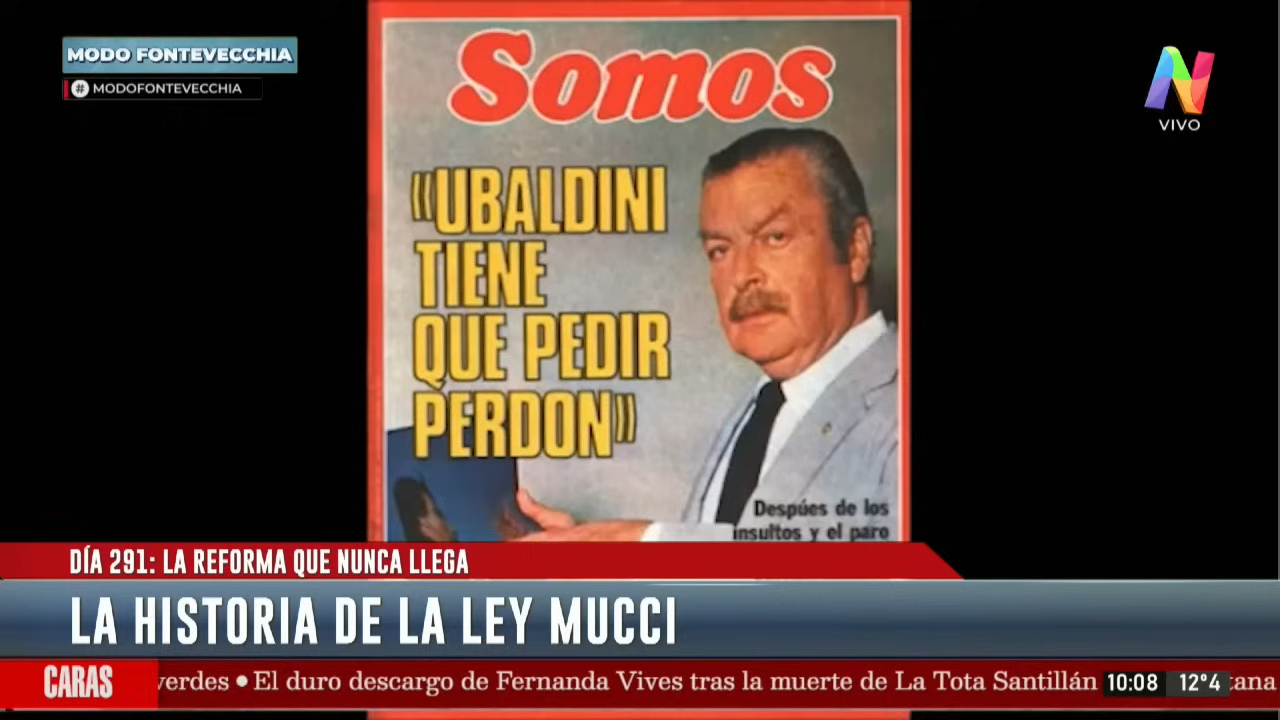 MODO FONTEVECCHIA
# MODOFONTEVECCHIA
VIVO
Somos
«UBALDINI
TIENE
QUE PEDIR
PERDON»
Despúes de los
insultos y el paro
DÍA 291: LA REFORMA QUE NUNCA LLEGA
LA HISTORIA DE LA LEY MUCCI
CARAS
verdes • El duro descargo de Fernanda Vives tras la muerte de La Tota Santillán
10:08 12°4